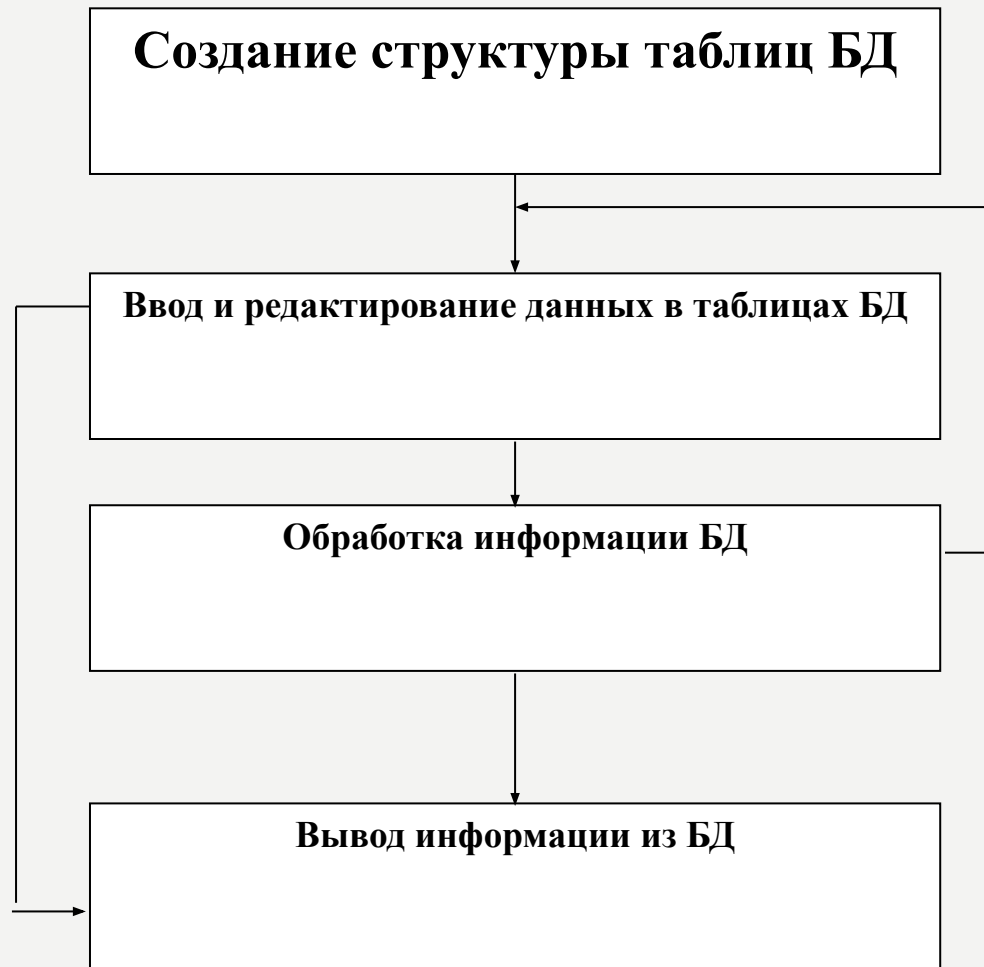 Создание структуры таблиц БД
Ввод и редактирование данных в таблицах БД
Обработка информации БД
Вывод информации из БД